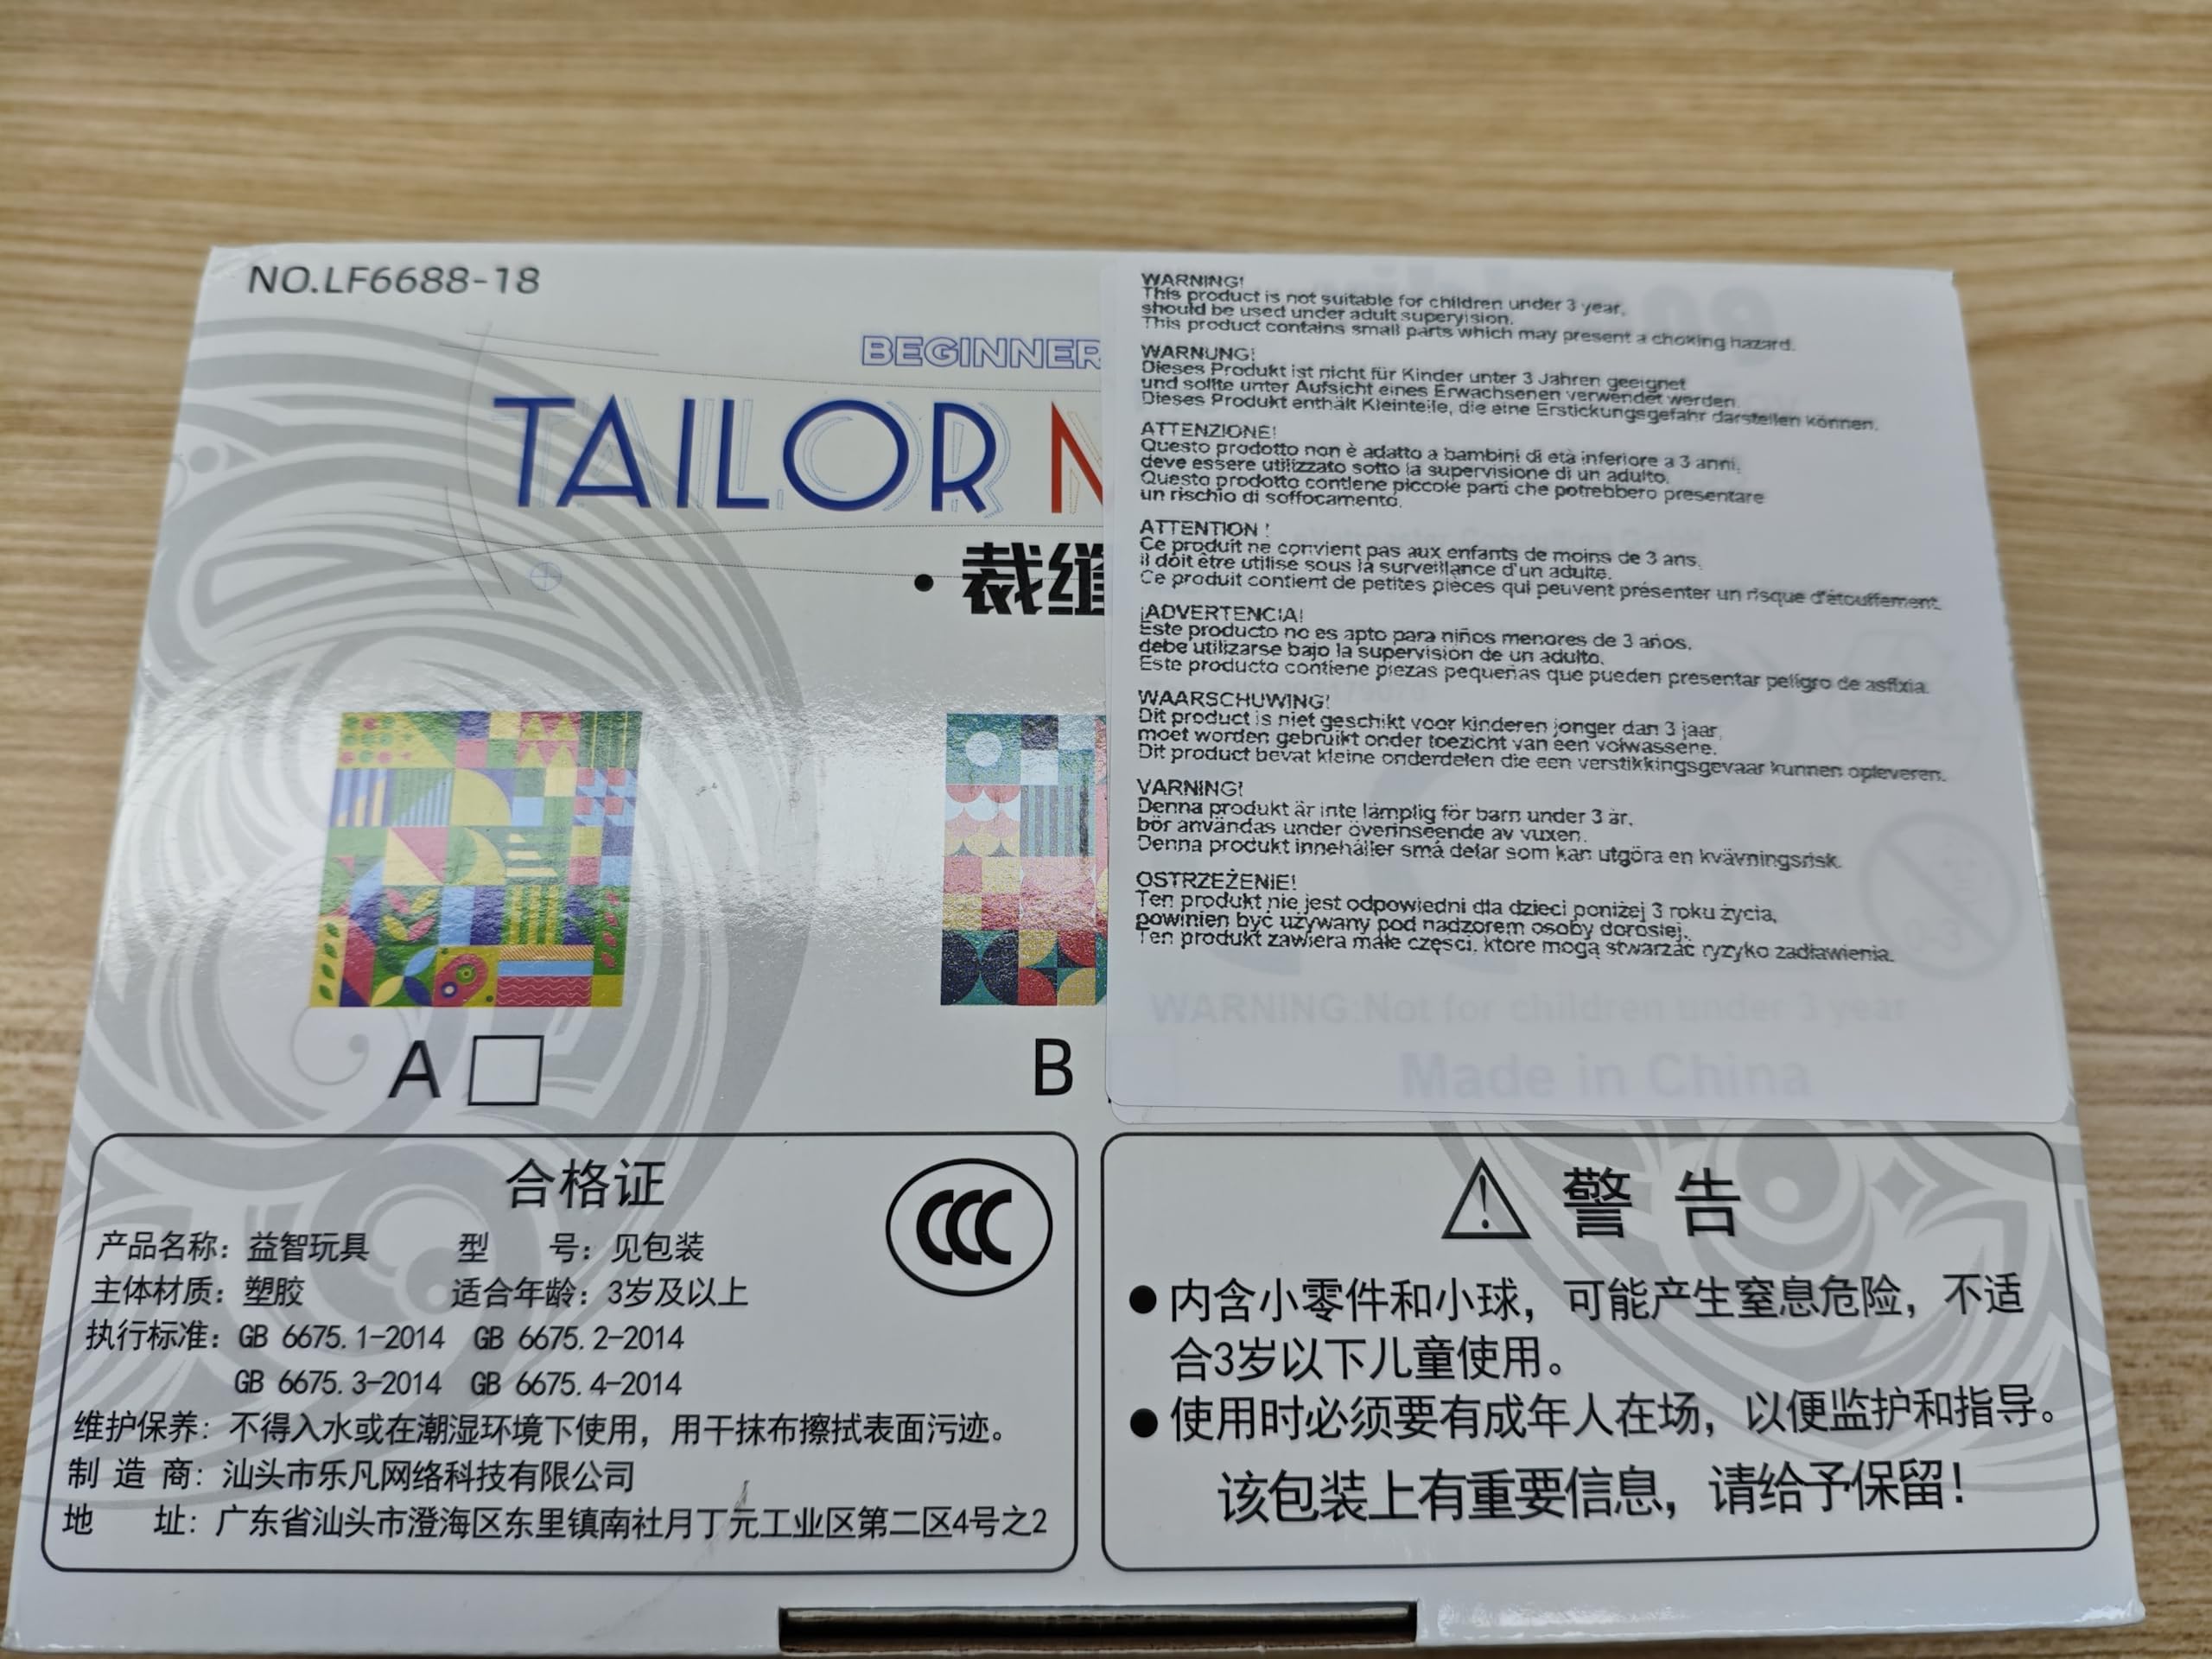 NO.LF6688-18
BEGINNER
TAILOR
·裁缝
A
B
WARNING!
This product is not suitable for children under 3 year,
should be used under adult supervision.
This product contains small parts which may present a choking hazard.
WARNUNG!
Dieses Produkt ist nicht für Kinder unter 3 Jahren geeignet
und sollte unter Aufsicht eines Erwachsenen verwendet werden.
Dieses Produkt enthält Kleinteile, die eine Erstickungsgefahr darstellen können.
ATTENZIONE!
Questo prodotto non è adatto a bambini di età inferiore a 3 anni,
deve essere utilizzato sotto la supervisione di un adulto.
Questo prodotto contiene piccole parti che potrebbero presentare
un rischio di soffocamento.
ATTENTION !
Ce produit ne convient pas aux enfants de moins de 3 ans.
il doit être utilisé sous la surveillance d'un adulte.
Ce produit contient de petites pièces qui peuvent présenter un risque d'étouffement.
¡ADVERTENCIA!
Este producto no es apto para niños menores de 3 años,
debe utilizarse bajo la supervisión de un adulto.
Este producto contiene piezas pequeñas que pueden presentar peligro de asfixia.
WAARSCHUWING!
Dit product is niet geschikt voor kinderen jonger dan 3 jaar,
moet worden gebruikt onder toezicht van een volwassene.
Dit product bevat kleine onderdelen die een verstikkingsgevaar kunnen opleveren.
VARNING!
Denna produkt är inte lämplig för barn under 3 år.
bör användas under överinseende av vuxen.
Denna produkt innehåller små delar som kan utgöra en kvävningsrisk.
OSTRZEŻENIE!
Ten produkt nie jest odpowiedni dla dzieci poniżej 3 roku życia,
powinien być używany pod nadzorem osoby dorosłej.
Ten produkt zawiera małe części, które mogą stwarzać ryzyko zadławienia.
WARNING:Not for children under 3 year
Made in China
合格证
CCC
产品名称：益智玩具 型 号：见包装
主体材质：塑胶 适合年龄：3岁及以上
执行标准：GB 6675.1-2014 GB 6675.2-2014
GB 6675.3-2014 GB 6675.4-2014
维护保养：不得入水或在潮湿环境下使用，用干抹布擦拭表面污迹。
制 造 商：汕头市乐凡网络科技有限公司
地 址：广东省汕头市澄海区东里镇南社月丁元工业区第二区4号之2
警 告
●内含小零件和小球，可能产生窒息危险，不适
合3岁以下儿童使用。
●使用时必须要有成年人在场，以便监护和指导。
该包装上有重要信息，请给予保留！